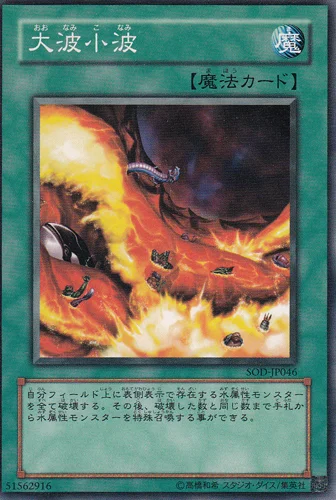 大波小波
魔
【魔法カード】
SOD-JP046
自分フィールド上に表側表示で存在する水属性モンスター
を全て破壊する。その後、破壊した数と同じ数まで手札か
ら水属性モンスターを特殊召喚する事ができる。
51562916
©高橋和希 スタジオ・ダイス/集英社